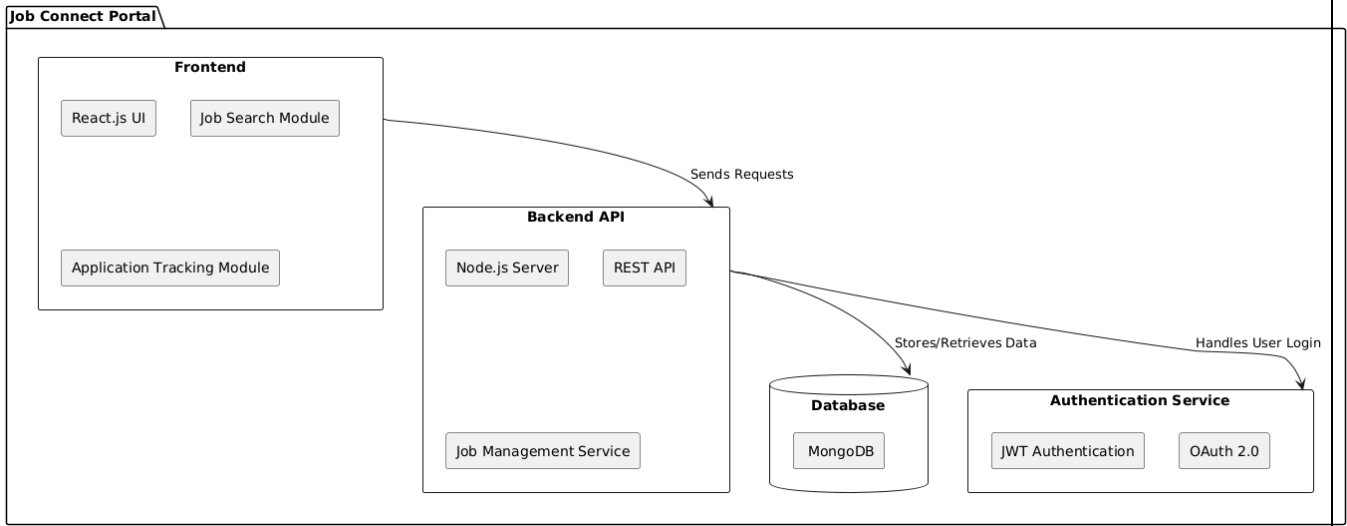 Job Connect Portal
Frontend
React.js UI
Job Search Module
Application Tracking Module
Sends Requests
Backend API
Node.js Server
REST API
Job Management Service
Stores/Retrieves Data
Handles User Login
Database
MongoDB
Authentication Service
JWT Authentication
OAuth 2.0